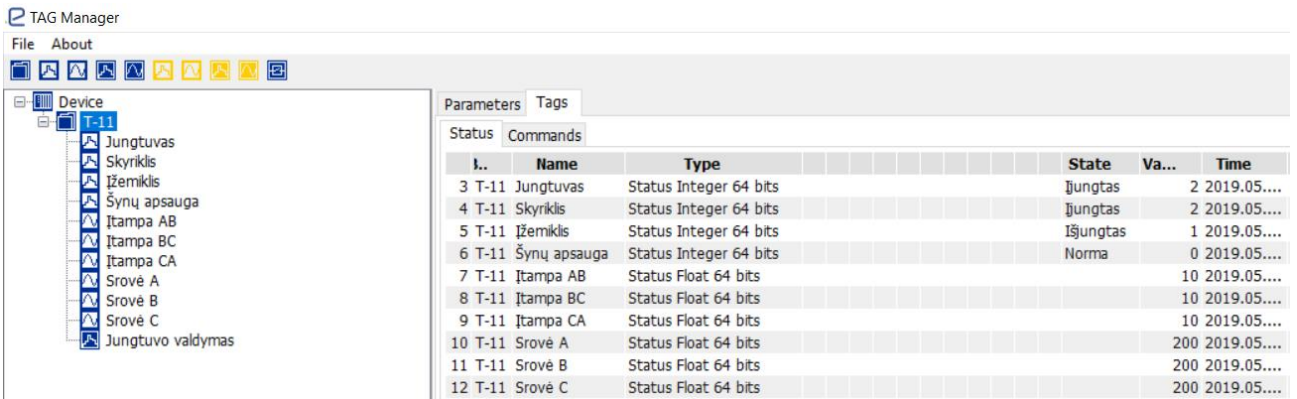 TAG Manager
File About
Device
T-11
Jungtuvas
Skyriklis
Įžemiklis
Šynų apsauga
Įtampa AB
Įtampa BC
Įtampa CA
Srovė A
Srovė B
Srovė C
Jungtuvo valdymas
Parameters Tags
Status Commands
Name Type State Va... Time
3 T-11 Jungtuvas Status Integer 64 bits Įjungtas 2 2019.05....
4 T-11 Skyriklis Status Integer 64 bits Įjungtas 2 2019.05....
5 T-11 Įžemiklis Status Integer 64 bits Išjungtas 1 2019.05....
6 T-11 Šynų apsauga Status Integer 64 bits Norma 0 2019.05....
7 T-11 Įtampa AB Status Float 64 bits 10 2019.05....
8 T-11 Įtampa BC Status Float 64 bits 10 2019.05....
9 T-11 Įtampa CA Status Float 64 bits 10 2019.05....
10 T-11 Srovė A Status Float 64 bits 200 2019.05....
11 T-11 Srovė B Status Float 64 bits 200 2019.05....
12 T-11 Srovė C Status Float 64 bits 200 2019.05....